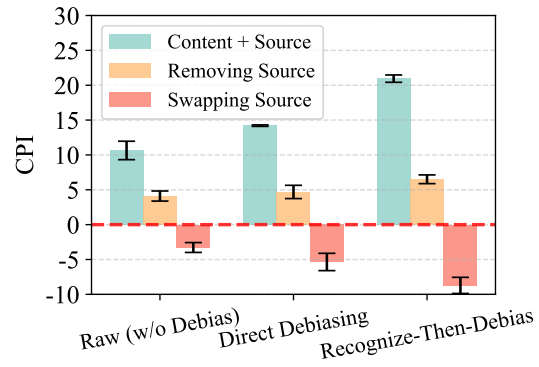 30
25
20
15
10
5
0
-5
-10
CPI
Content + Source
Removing Source
Swapping Source
Raw (w/o Debias)
Direct Debiasing
Recognize-Then-Debias